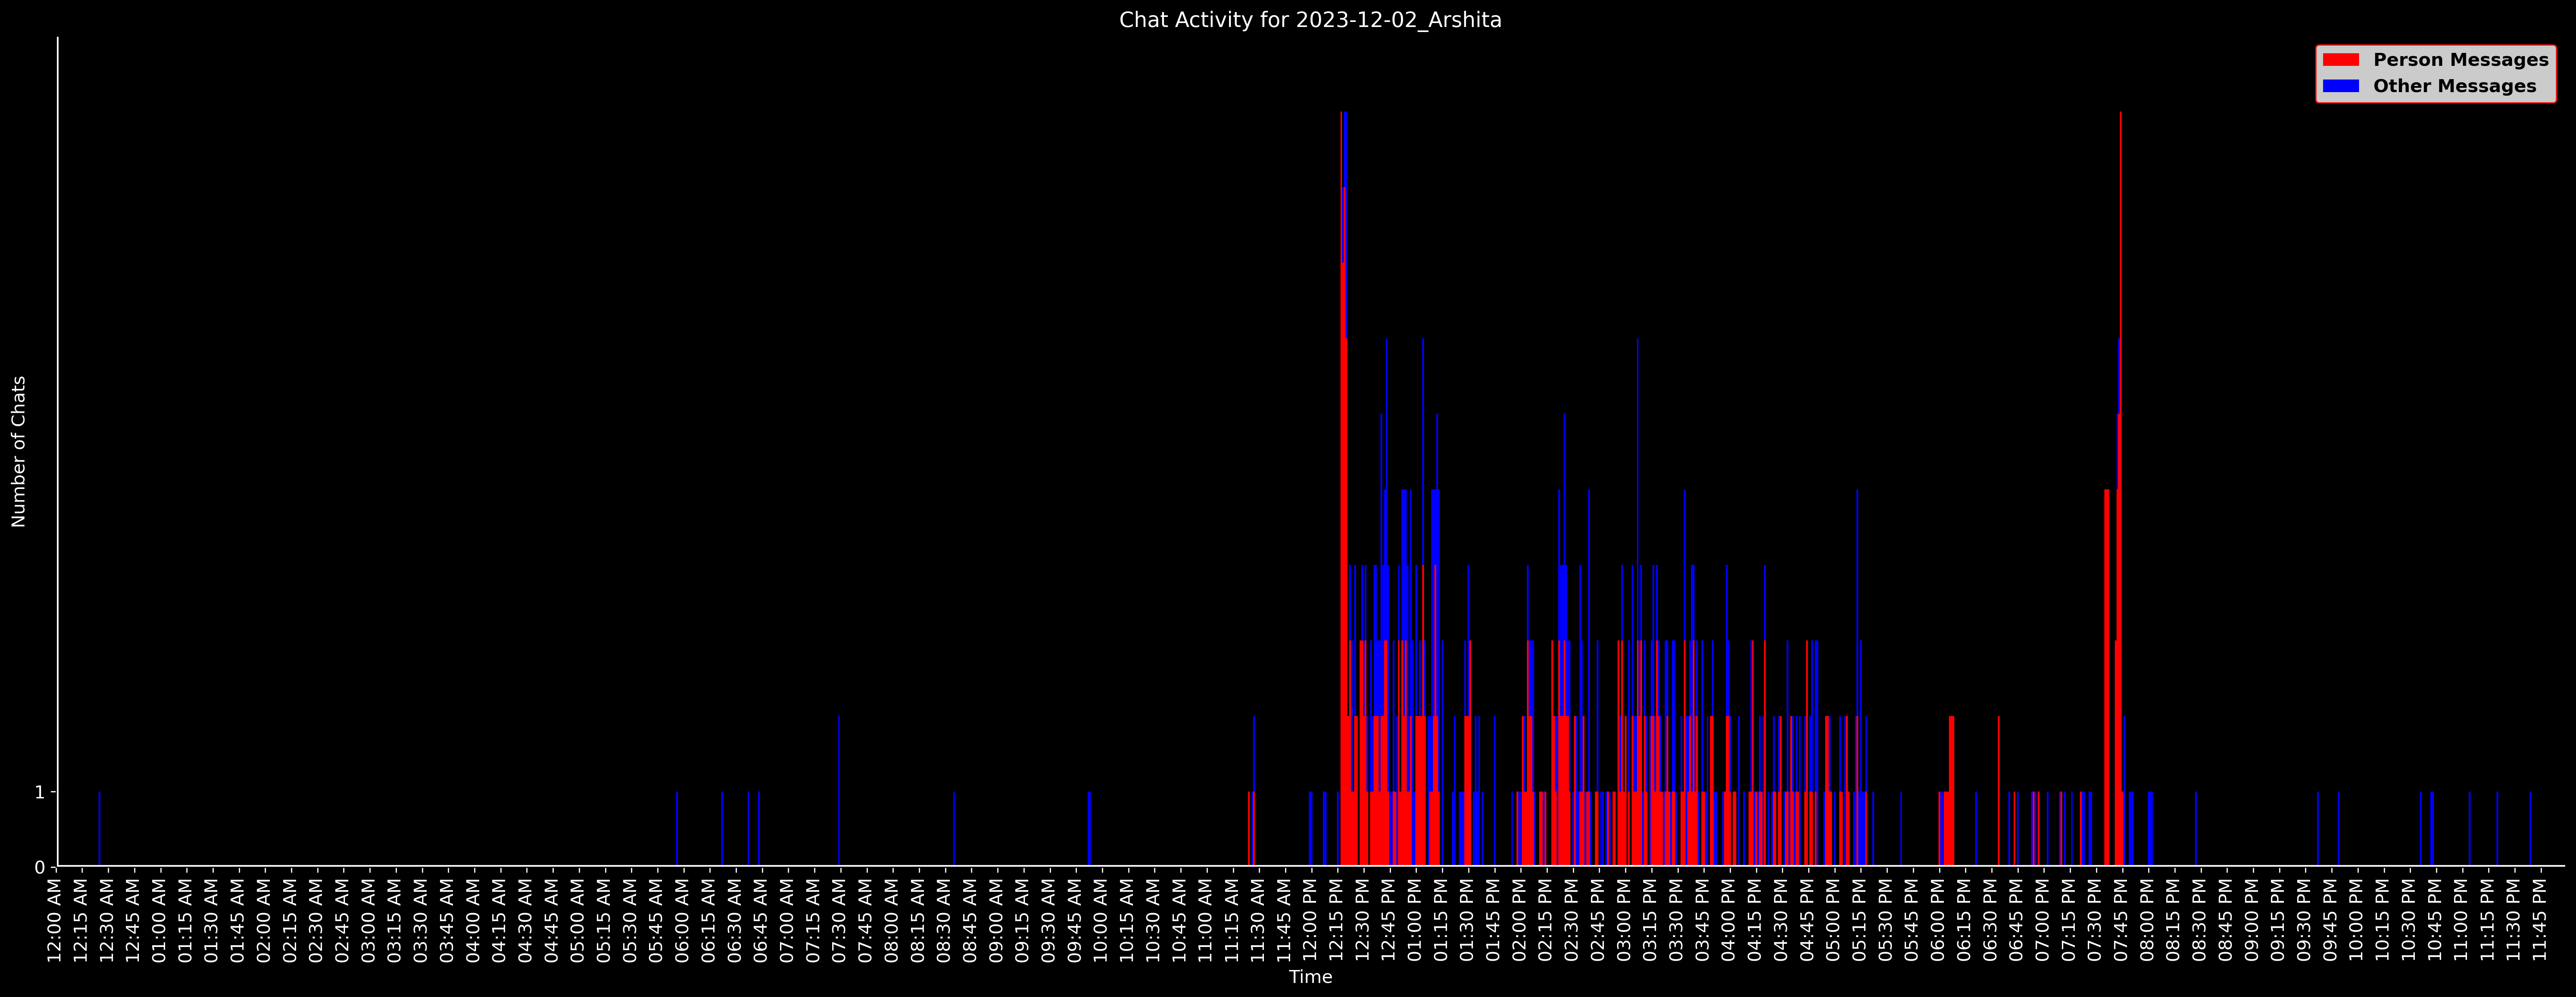 Chat Activity for 2023-12-02_Arshita
Person Messages
Other Messages
Number of Chats
1
0
12:00 AM
12:15 AM
12:30 AM
12:45 AM
01:00 AM
01:15 AM
01:30 AM
01:45 AM
02:00 AM
02:15 AM
02:30 AM
02:45 AM
03:00 AM
03:15 AM
03:30 AM
03:45 AM
04:00 AM
04:15 AM
04:30 AM
04:45 AM
05:00 AM
05:15 AM
05:30 AM
05:45 AM
06:00 AM
06:15 AM
06:30 AM
06:45 AM
07:00 AM
07:15 AM
07:30 AM
07:45 AM
08:00 AM
08:15 AM
08:30 AM
08:45 AM
09:00 AM
09:15 AM
09:30 AM
09:45 AM
10:00 AM
10:15 AM
10:30 AM
10:45 AM
11:00 AM
11:15 AM
11:30 AM
11:45 AM
12:00 PM
12:15 PM
12:30 PM
12:45 PM
01:00 PM
01:15 PM
01:30 PM
01:45 PM
02:00 PM
02:15 PM
02:30 PM
02:45 PM
03:00 PM
03:15 PM
03:30 PM
03:45 PM
04:00 PM
04:15 PM
04:30 PM
04:45 PM
05:00 PM
05:15 PM
05:30 PM
05:45 PM
06:00 PM
06:15 PM
06:30 PM
06:45 PM
07:00 PM
07:15 PM
07:30 PM
07:45 PM
08:00 PM
08:15 PM
08:30 PM
08:45 PM
09:00 PM
09:15 PM
09:30 PM
09:45 PM
10:00 PM
10:15 PM
10:30 PM
10:45 PM
11:00 PM
11:15 PM
11:30 PM
11:45 PM
Time